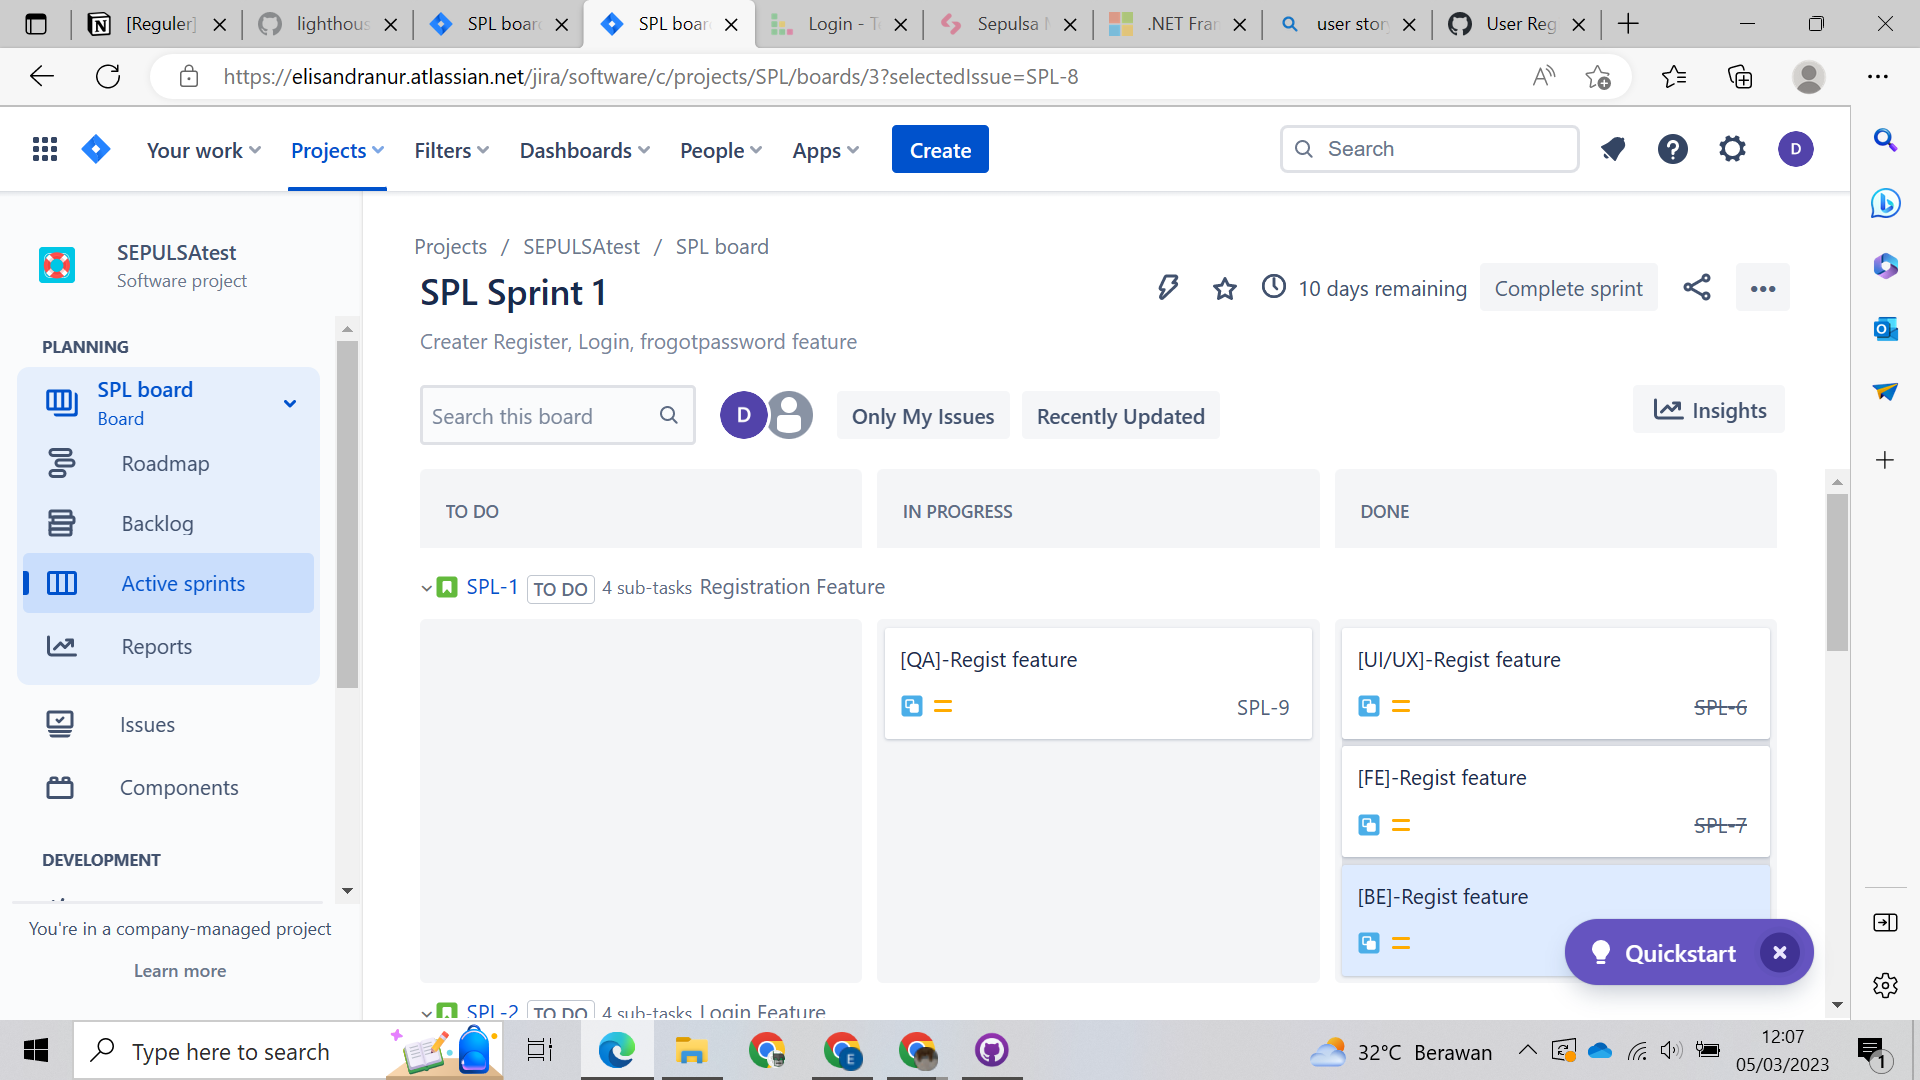 [Reguler]
lighthous
SPL boar
SPL boar
Login - T
Sepulsa
.NET Fran
user stor
User Reg
https://elisandranur.atlassian.net/jira/software/c/projects/SPL/boards/3?selectedIssue=SPL-8
Your work
Projects
Filters
Dashboards
People
Apps
Create
Search
D
SEPULSAtest
Software project
PLANNING
SPL board
Board
Roadmap
Backlog
Active sprints
Reports
Issues
Components
DEVELOPMENT
You're in a company-managed project
Learn more
Projects / SEPULSAtest / SPL board
SPL Sprint 1
10 days remaining
Complete sprint
Creater Register, Login, frogotpassword feature
Search this board
D
Only My Issues
Recently Updated
Insights
TO DO
IN PROGRESS
DONE
SPL-1 TO DO 4 sub-tasks Registration Feature
[QA]-Regist feature
SPL-9
[UI/UX]-Regist feature
SPL-6
[FE]-Regist feature
SPL-7
[BE]-Regist feature
Quickstart
SPL-2 TO DO 4 sub-tasks Login Feature
Type here to search
E
32°C Berawan
12:07
05/03/2023
1